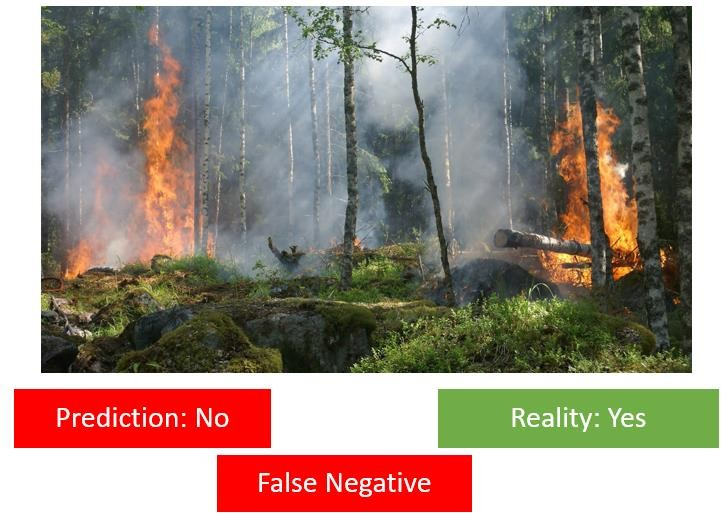 Prediction: No
Reality: Yes
False Negative